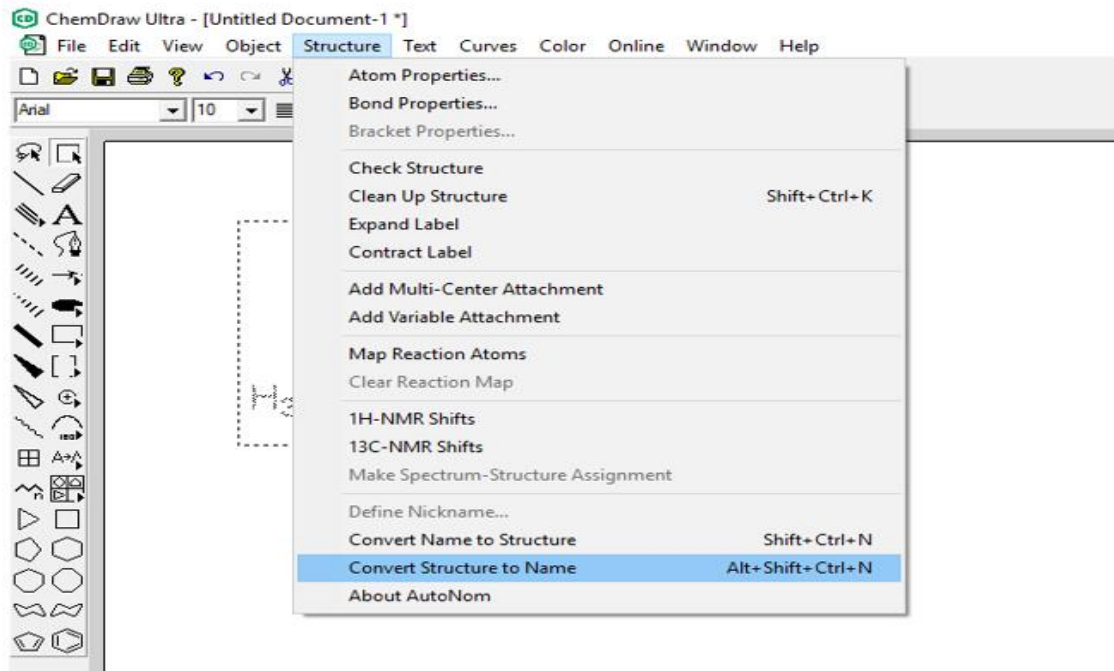 ChemDraw Ultra - [Untitled Document-1 *]
File Edit View Object Structure Text Curves Color Online Window Help
Arial 10
Atom Properties...
Bond Properties...
Bracket Properties...
Check Structure
Clean Up Structure Shift+Ctrl+K
Expand Label
Contract Label
Add Multi-Center Attachment
Add Variable Attachment
Map Reaction Atoms
Clear Reaction Map
1H-NMR Shifts
13C-NMR Shifts
Make Spectrum-Structure Assignment
Define Nickname...
Convert Name to Structure Shift+Ctrl+N
Convert Structure to Name Alt+Shift+Ctrl+N
About AutoNom